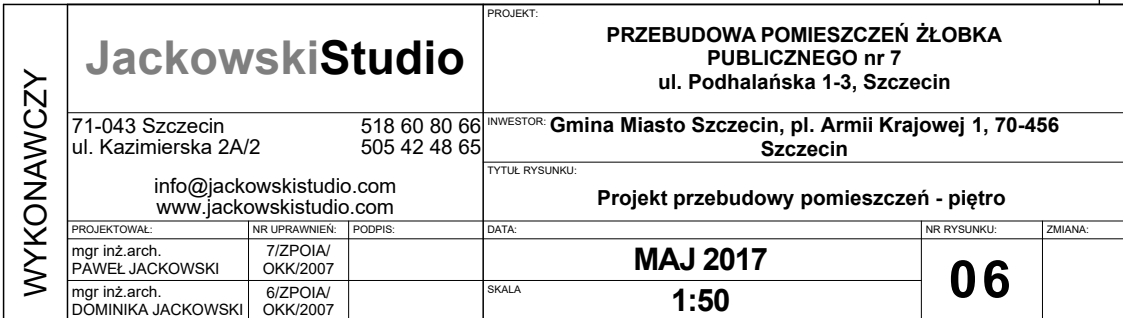 WYKONAWCZY
JackowskiStudio
71-043 Szczecin 518 60 80 66
ul. Kazimierska 2A/2 505 42 48 65
info@jackowskistudio.com
www.jackowskistudio.com
PROJEKT:
PRZEBUDOWA POMIESZCZEŃ ŻŁOBKA
PUBLICZNEGO nr 7
ul. Podhalańska 1-3, Szczecin
INWESTOR: Gmina Miasto Szczecin, pl. Armii Krajowej 1, 70-456
Szczecin
TYTUŁ RYSUNKU:
Projekt przebudowy pomieszczeń - piętro
PROJEKTOWAŁ: NR UPRAWNIEŃ: PODPIS: DATA: NR RYSUNKU: ZMIANA:
mgr inż.arch. 7/ZPOIA/
PAWEŁ JACKOWSKI OKK/2007
MAJ 2017
06
mgr inż.arch. 6/ZPOIA/
DOMINIKA JACKOWSKI OKK/2007
SKALA
1:50